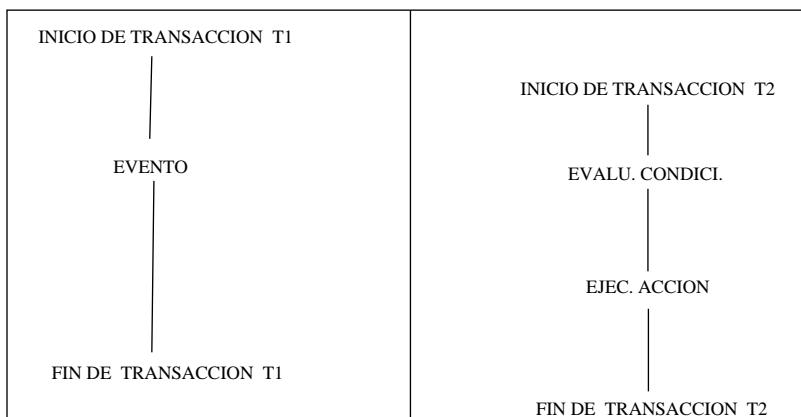 INICIO DE TRANSACCION T1
EVENTO
FIN DE TRANSACCION T1
INICIO DE TRANSACCION T2
EVALU. CONDICI.
EJEC. ACCION
FIN DE TRANSACCION T2